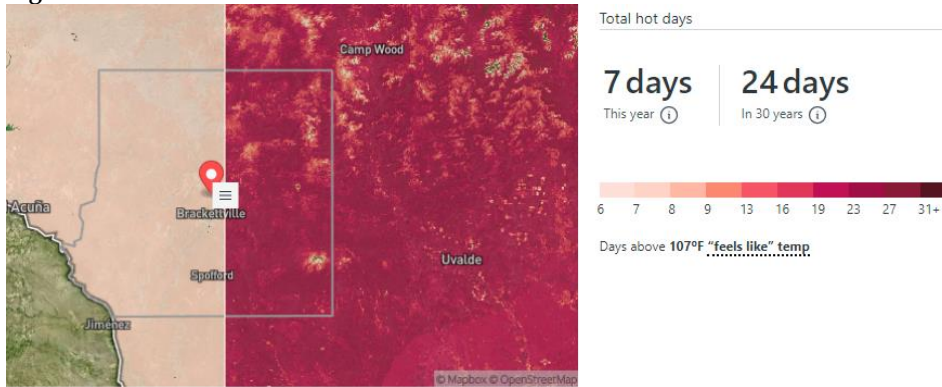 Camp Wood
Acuña
Brackettville
Uvalde
Spofford
Jiménez
© Mapbox © OpenStreetMap
Total hot days
7 days
24 days
This year
In 30 years
6 7 8 9 13 16 19 23 27 31+
Days above 107ºF "feels like" temp